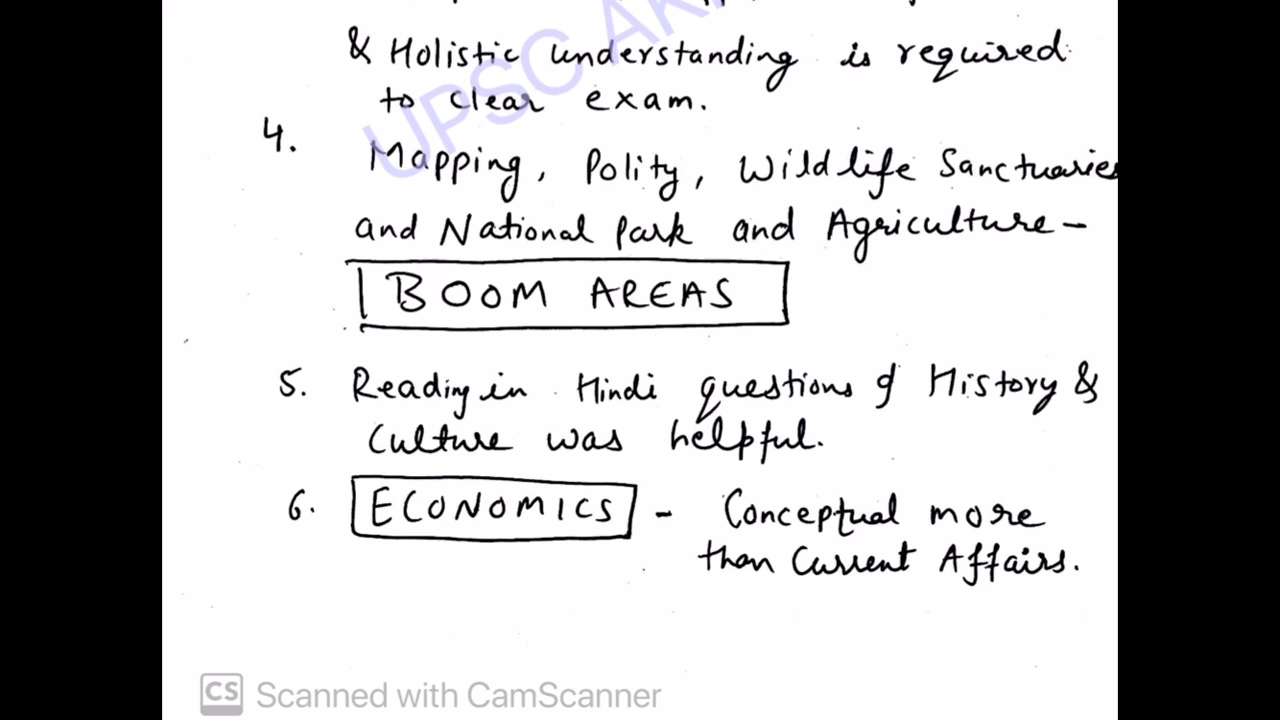 & Holistic understanding is required
to clear exam.
4. Mapping, Polity, Wildlife Sanctuaries
and National Park and Agriculture -
BOOM AREAS
5. Reading in Hindi questions of History &
Culture was helpful.
6. ECONOMICS - Conceptual more
than Current Affairs.
UPSC
CS Scanned with CamScanner